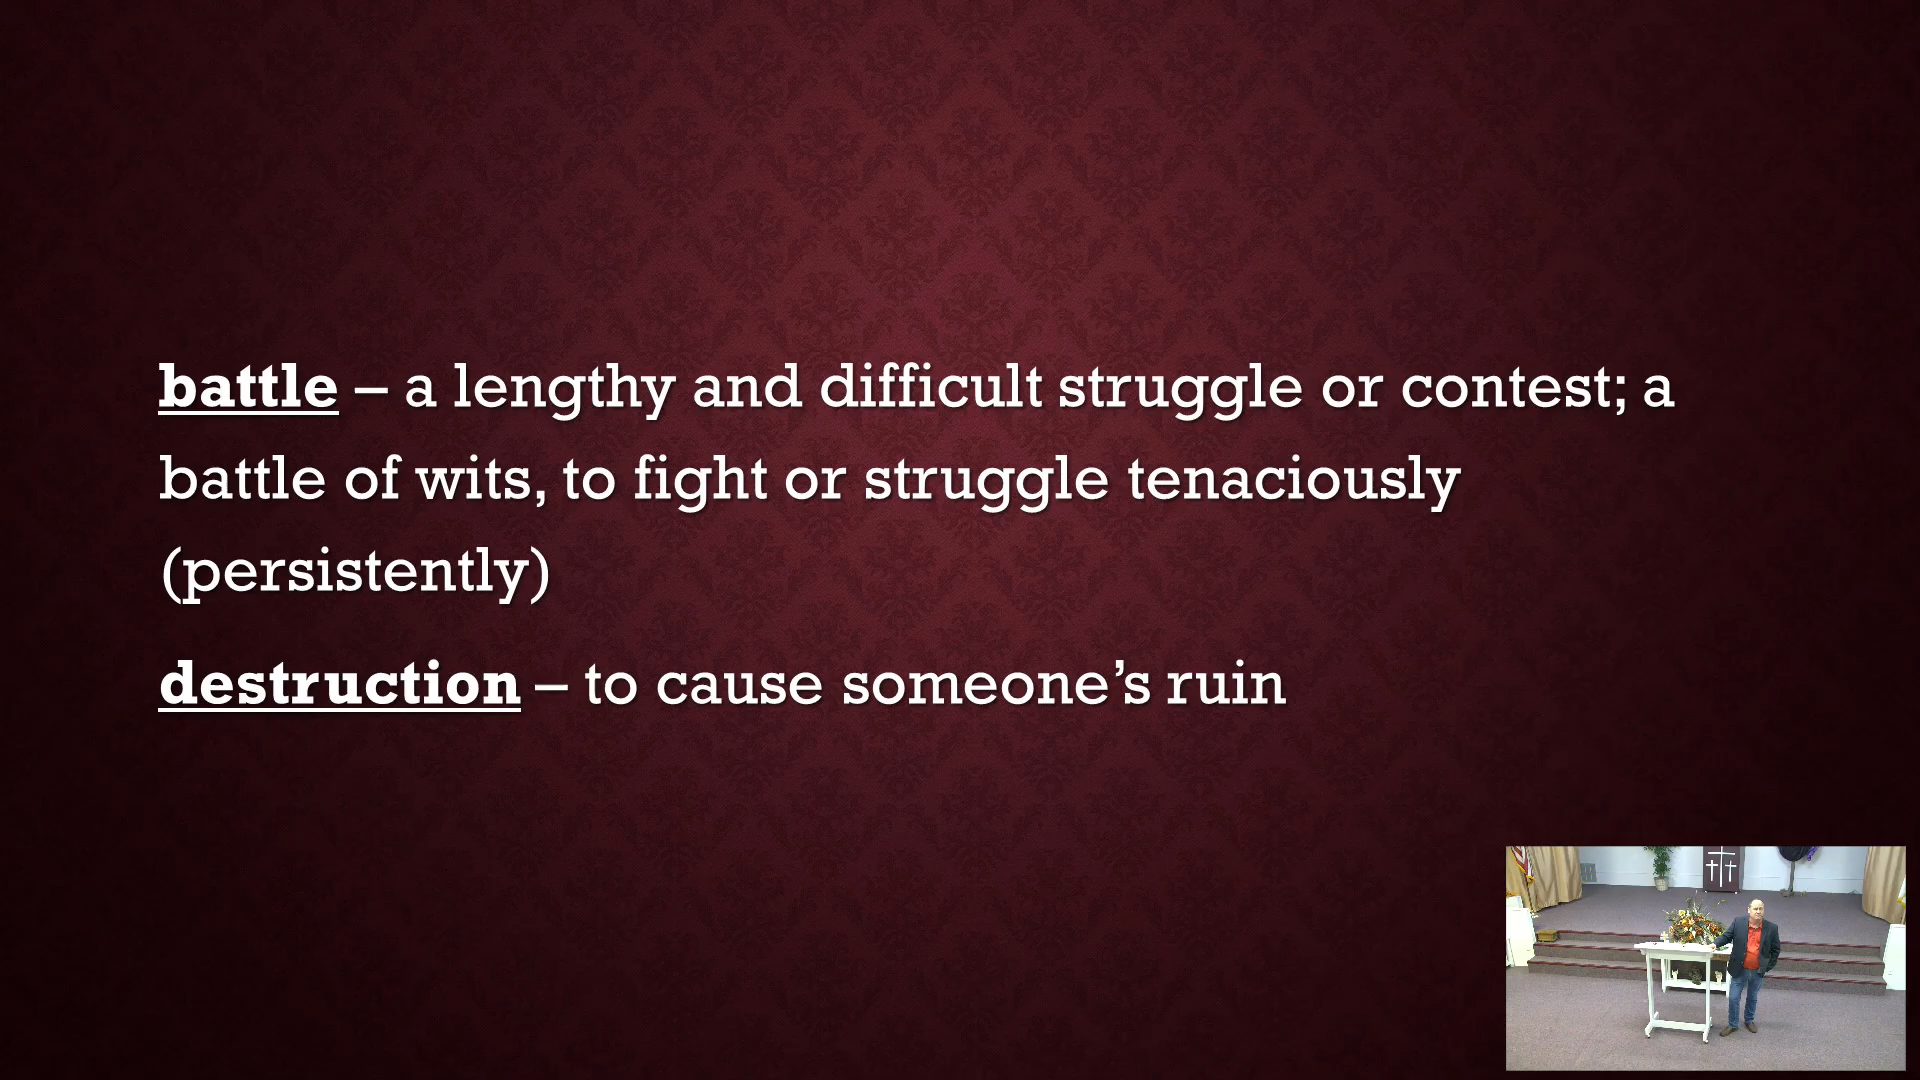 battle – a lengthy and difficult struggle or contest; a
battle of wits, to fight or struggle tenaciously
(persistently)
destruction – to cause someone’s ruin